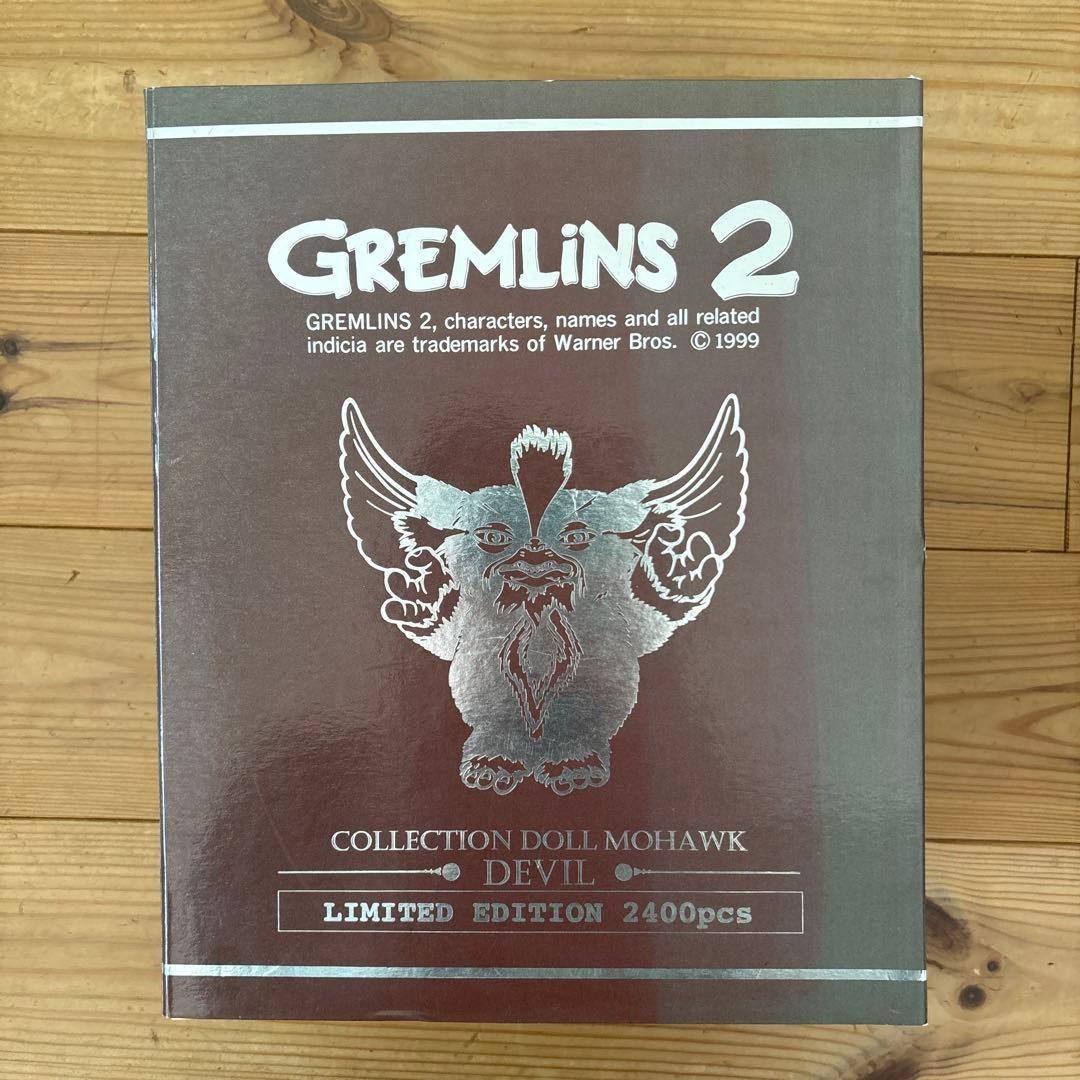 GREMLiNS 2
GREMLINS 2, characters, names and all related
indicia are trademarks of Warner Bros. © 1999
COLLECTION DOLL MOHAWK
DEVIL
LIMITED EDITION 2400pcs